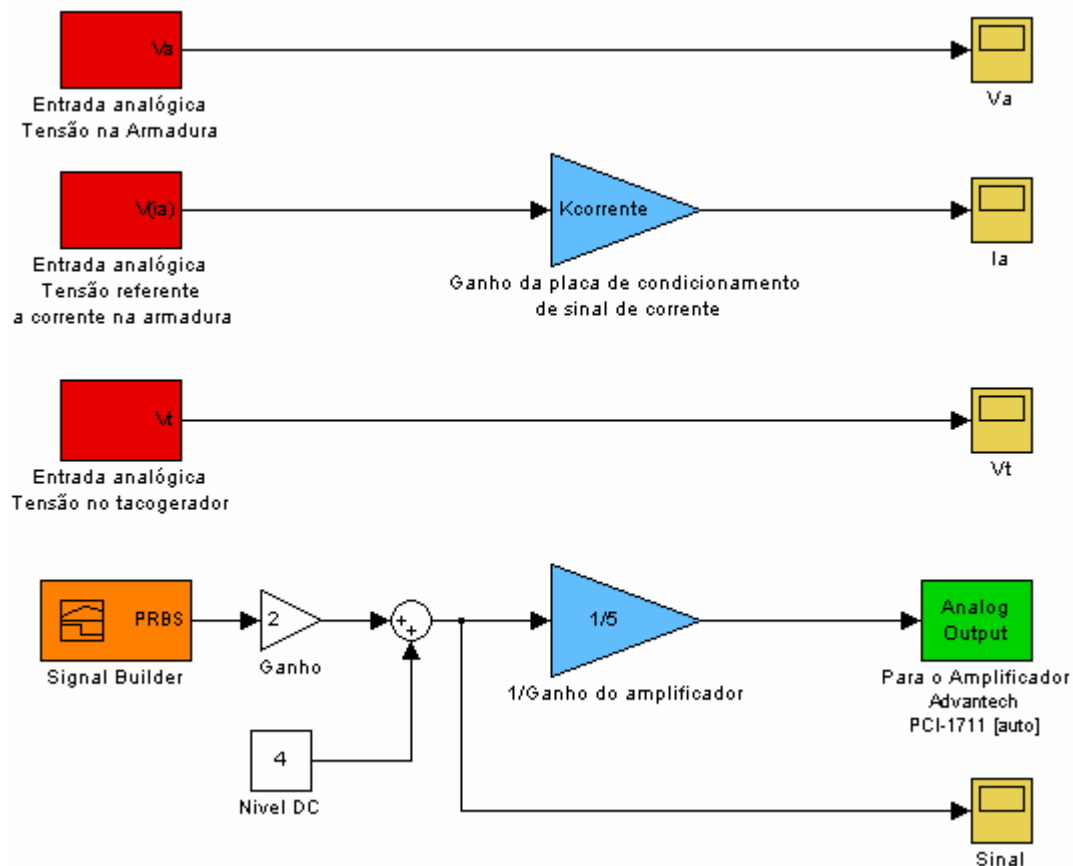 Va
Entrada analógica
Tensão na Armadura
Va
V(ia)
Entrada analógica
Tensão referente
a corrente na armadura
Kcorrente
Ganho da placa de condicionamento
de sinal de corrente
Ia
Vt
Entrada analógica
Tensão no tacogerador
Vt
PRBS
Signal Builder
2
Ganho
+
+
4
Nivel DC
1/5
1/Ganho do amplificador
Analog
Output
Para o Amplificador
Advantech
PCI-1711 [auto]
Sinal